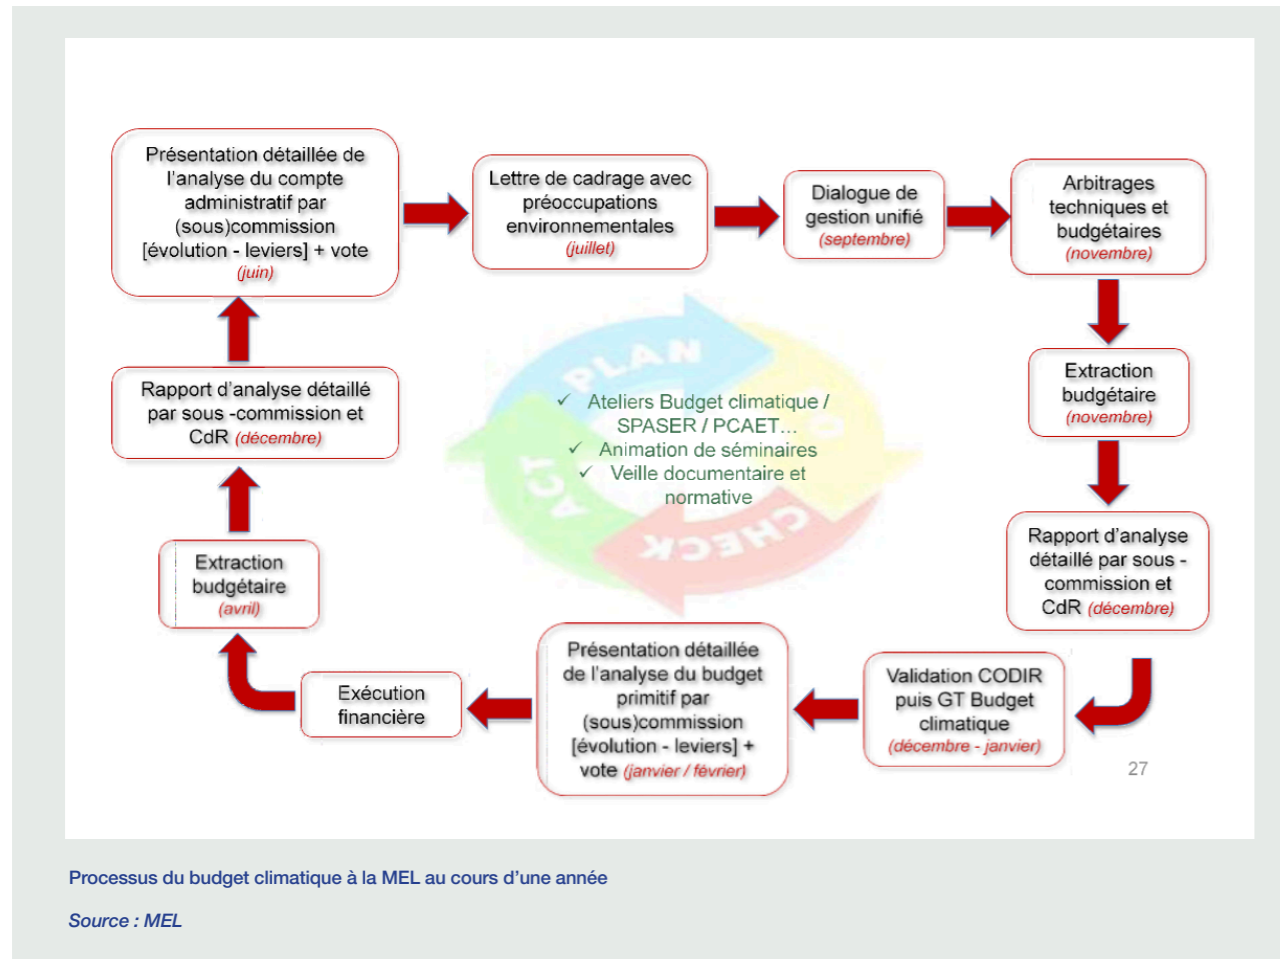 Présentation détaillée de
l'analyse du compte
administratif par
(sous)commission
[évolution - leviers] + vote
(juin)
Lettre de cadrage avec
préoccupations
environnementales
(juillet)
Dialogue de
gestion unifié
(septembre)
Arbitrages
techniques et
budgétaires
(novembre)
Extraction
budgétaire
(novembre)
Rapport d'analyse
détaillé par sous -
commission et
CdR (décembre)
Validation CODIR
puis GT Budget
climatique
(décembre - janvier)
Présentation détaillée
de l'analyse du budget
primitif par
(sous)commission
[évolution - leviers] +
vote (janvier / février)
Exécution
financière
Extraction
budgétaire
(avril)
Rapport d'analyse détaillé
par sous -commission et
CdR (décembre)
PLAN
DO
CHECK
ACT
✓ Ateliers Budget climatique /
SPASER / PCAET...
✓ Animation de séminaires
✓ Veille documentaire et
normative
27
Processus du budget climatique à la MEL au cours d'une année
Source : MEL